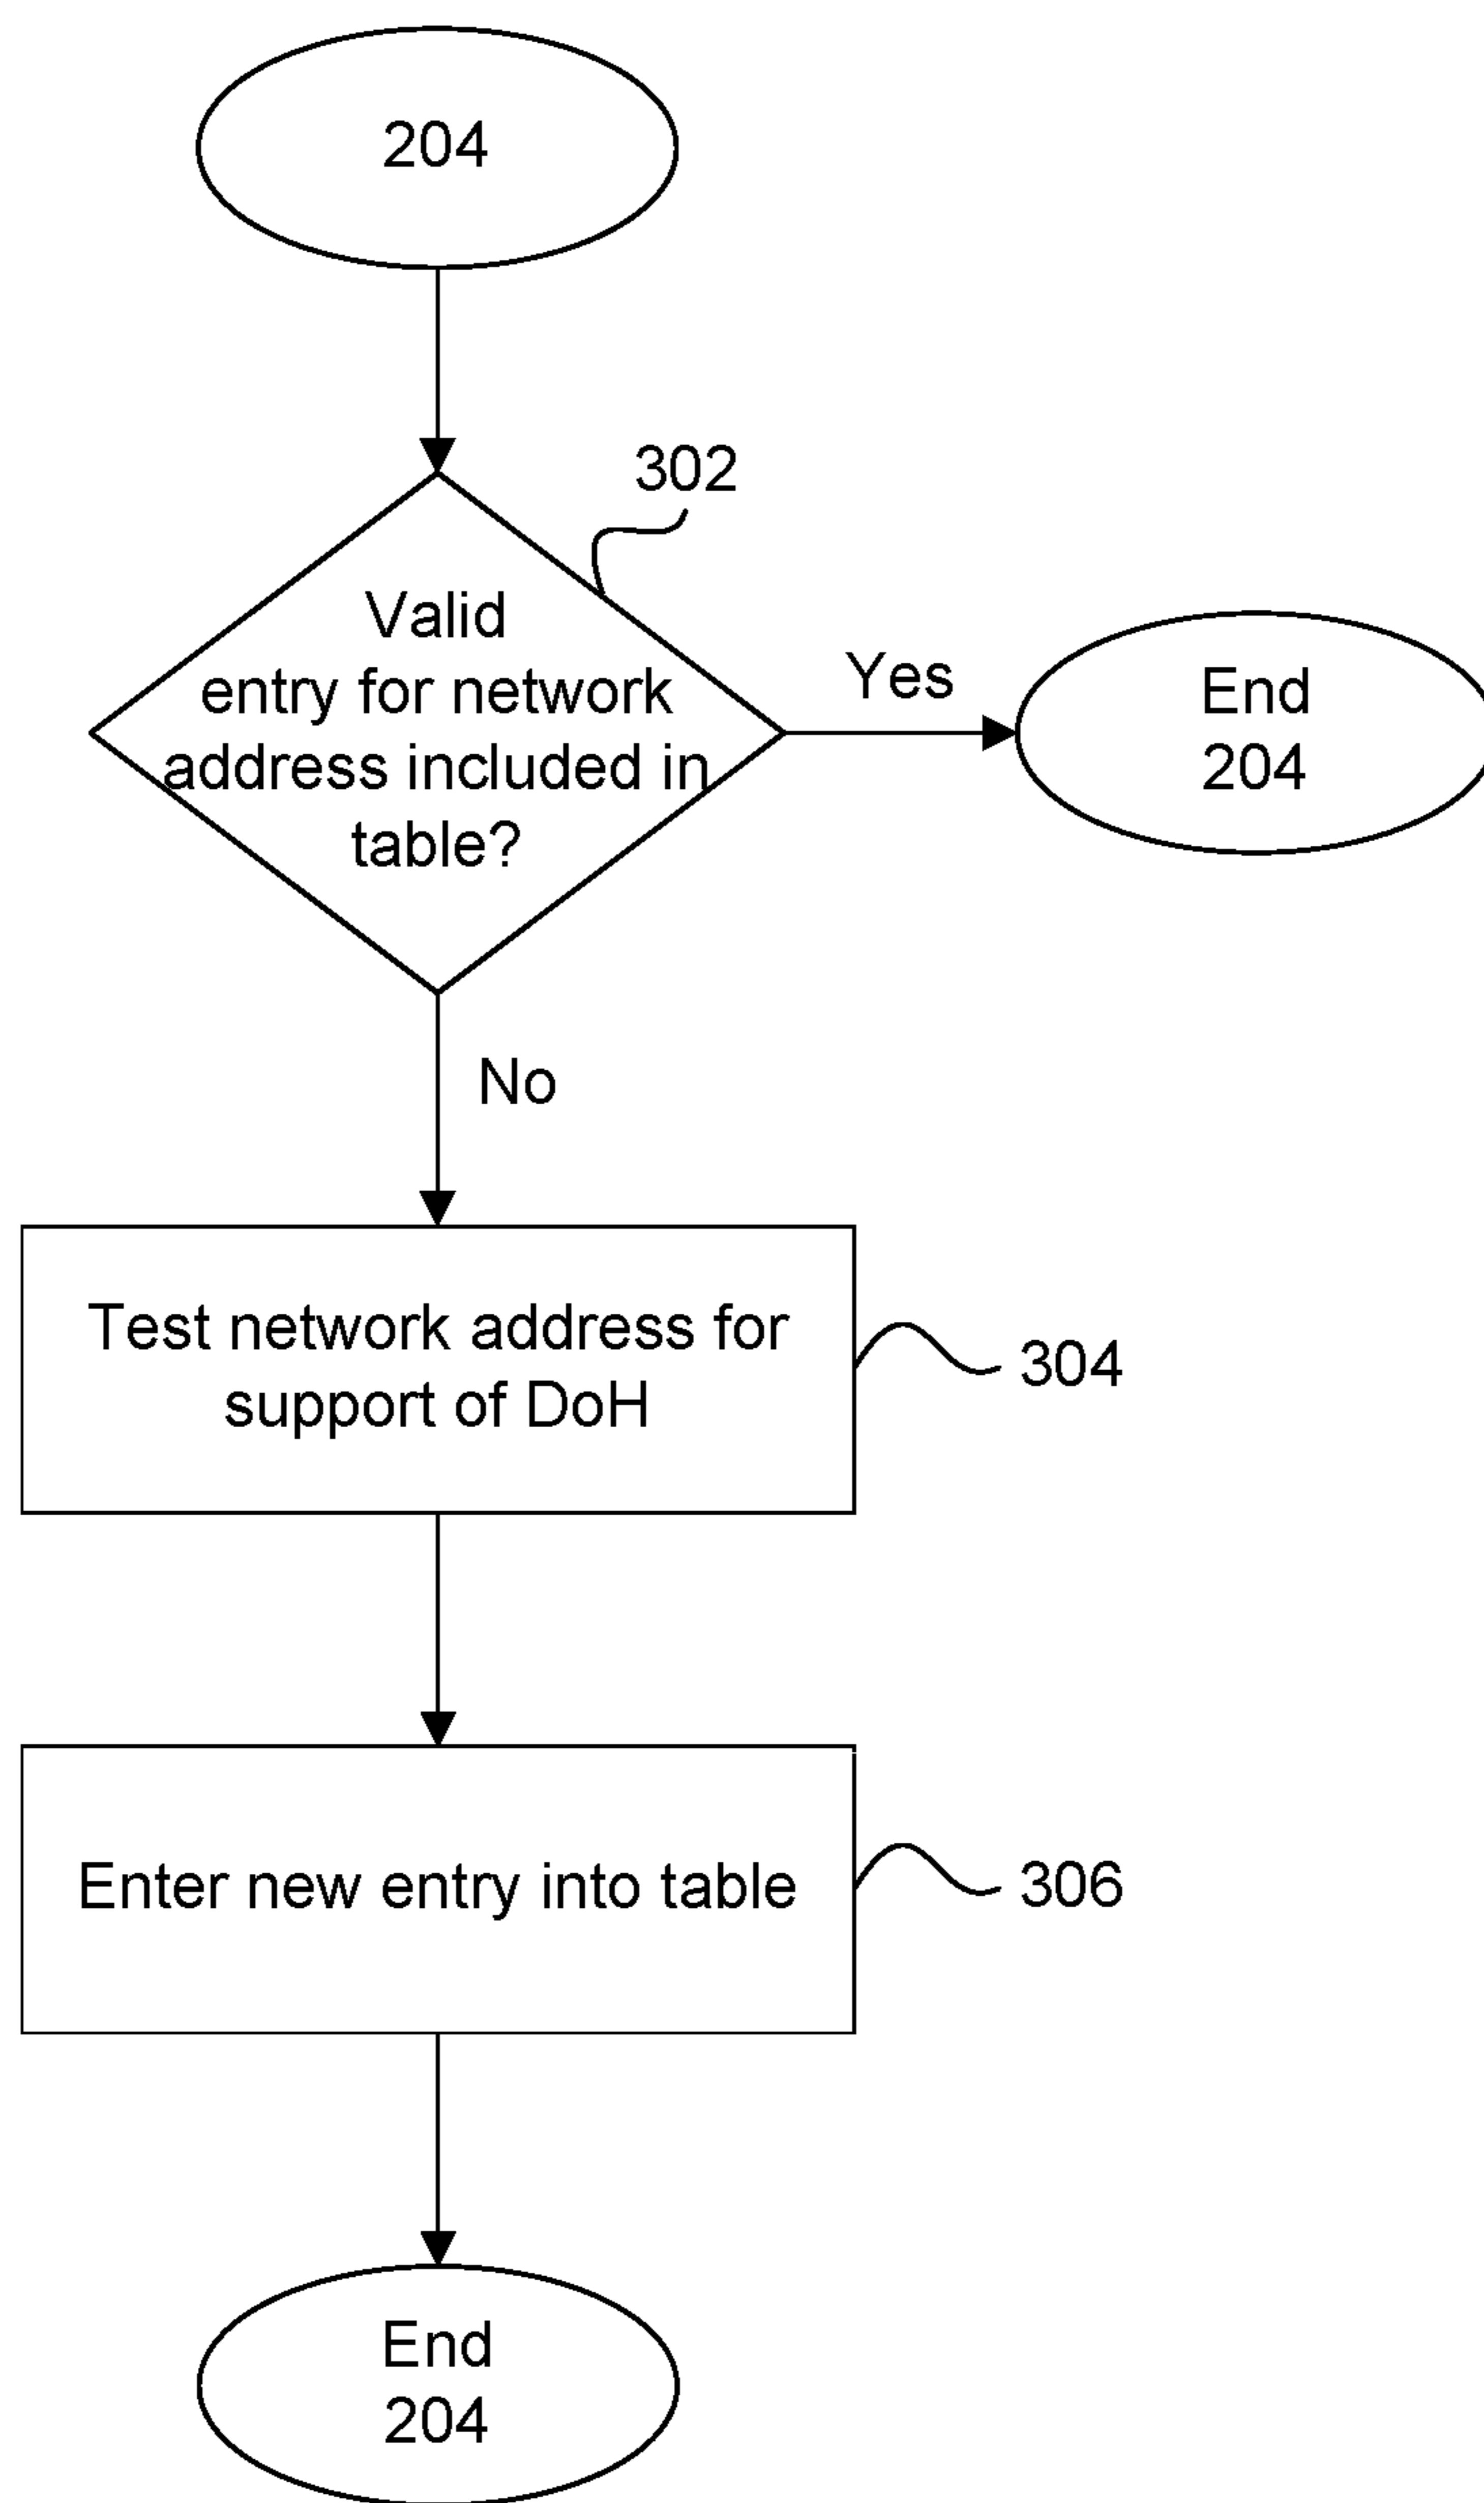 204
302
Valid
entry for network
address included in
table?
Yes
End
204
No
Test network address for
support of DoH
304
Enter new entry into table
306
End
204